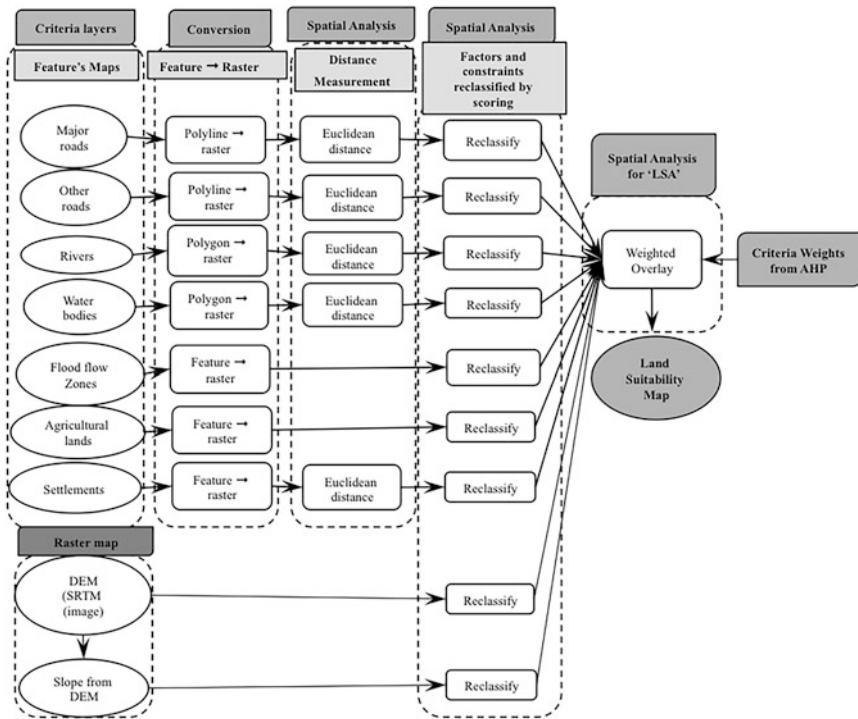 Criteria layers
Conversion
Spatial Analysis
Spatial Analysis
Feature's Maps
Feature → Raster
Distance
Measurement
Factors and
constraints
reclassified by
scoring
Major
roads
Polyline →
raster
Euclidean
distance
Reclassify
Spatial Analysis
for 'LSA'
Other
roads
Polyline →
raster
Euclidean
distance
Reclassify
Rivers
Polygon →
raster
Euclidean
distance
Reclassify
Weighted
Overlay
Criteria Weights
from AHP
Water
bodies
Polygon →
raster
Euclidean
distance
Reclassify
Flood flow
Zones
Feature →
raster
Reclassify
Land
Suitability
Map
Agricultural
lands
Feature →
raster
Reclassify
Settlements
Feature →
raster
Euclidean
distance
Reclassify
Raster map
DEM
(SRTM
(image)
Reclassify
Slope from
DEM
Reclassify